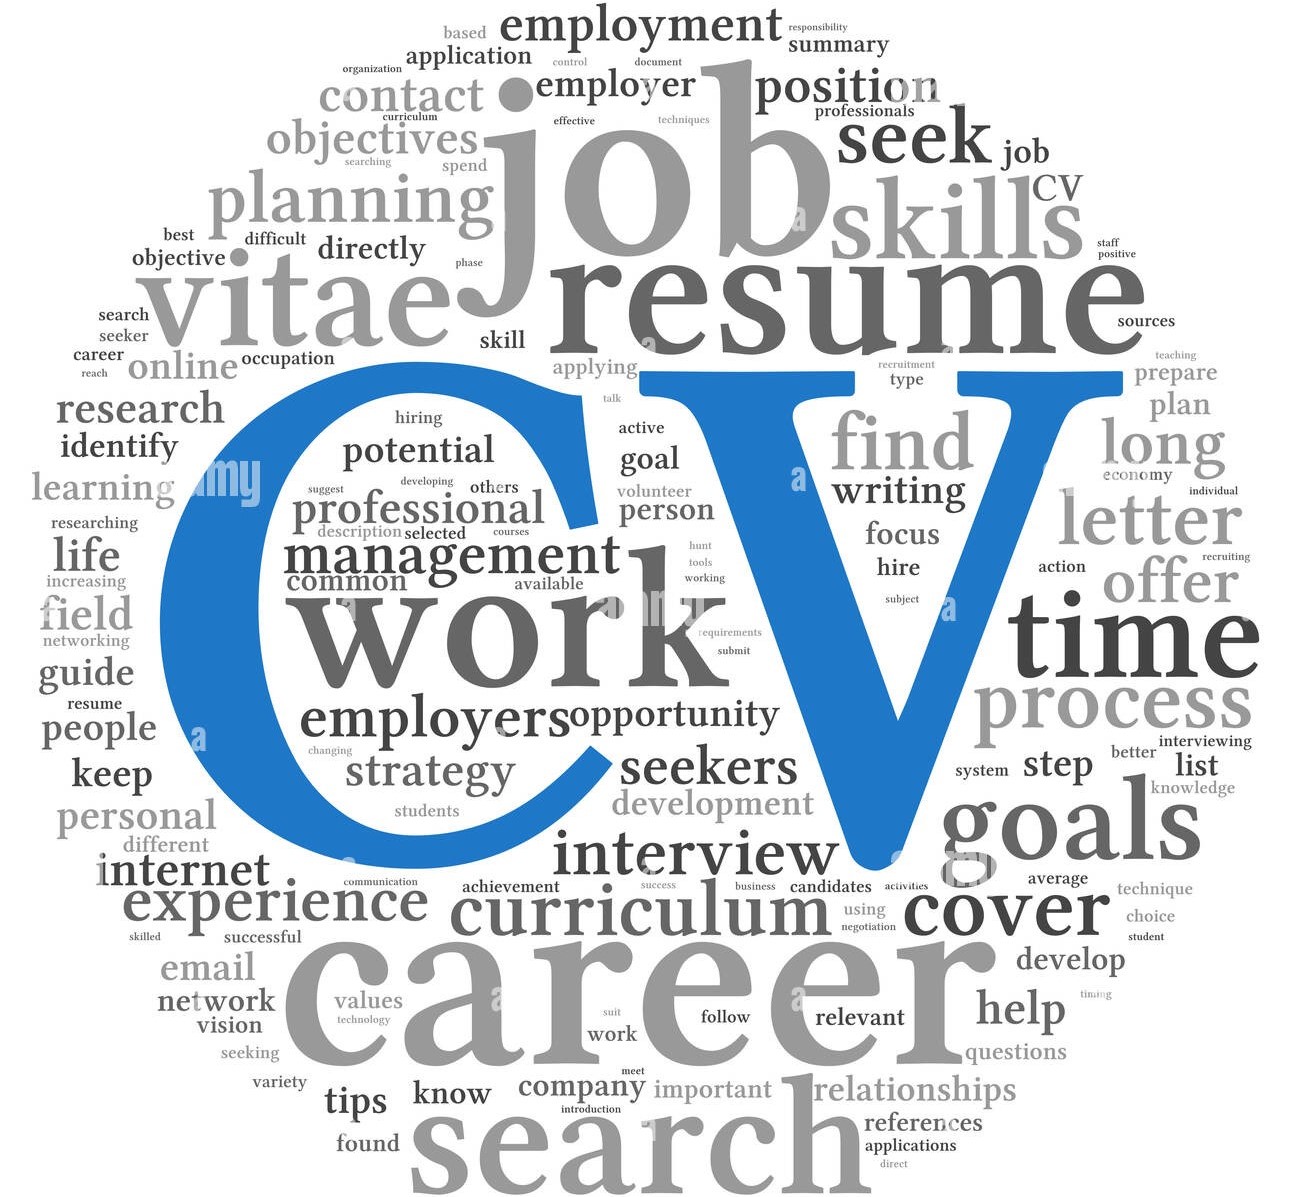 based employment responsibility
application control document summary
organization contact employer position
curriculum effective techniques professionals
objectives job seek job
searching spend
planning skills CV
best difficult directly staff
objective vitae phase resume positive
search skill sources
seeker
career online occupation applying recruitment teaching
reach talk type prepare
research hiring CV plan
identify potential active find long
goal economy
learning suggest developing others volunteer writing individual
professional person letter
researching description selected courses focus
life management hunt recruiting
increasing common available tools hire action offer
working
field work subject time
networking requirements
guide submit
resume process
people employers opportunity
changing better interviewing
keep strategy seekers system step list
students development knowledge
personal goals
different interview
internet communication achievement success business candidates activities average technique
experience curriculum using cover choice
skilled successful negotiation student
email career develop
network values timing
vision technology suit follow relevant help
seeking work questions
variety meet
tips know company important relationships
introduction
found search references
applications
direct